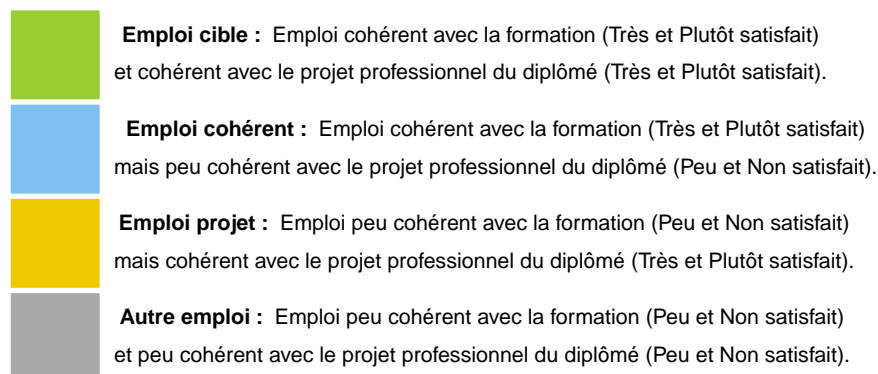 Emploi cible : Emploi cohérent avec la formation (Très et Plutôt satisfait)
et cohérent avec le projet professionnel du diplômé (Très et Plutôt satisfait).
Emploi cohérent : Emploi cohérent avec la formation (Très et Plutôt satisfait)
mais peu cohérent avec le projet professionnel du diplômé (Peu et Non satisfait).
Emploi projet : Emploi peu cohérent avec la formation (Peu et Non satisfait)
mais cohérent avec le projet professionnel du diplômé (Très et Plutôt satisfait).
Autre emploi : Emploi peu cohérent avec la formation (Peu et Non satisfait)
et peu cohérent avec le projet professionnel du diplômé (Peu et Non satisfait).